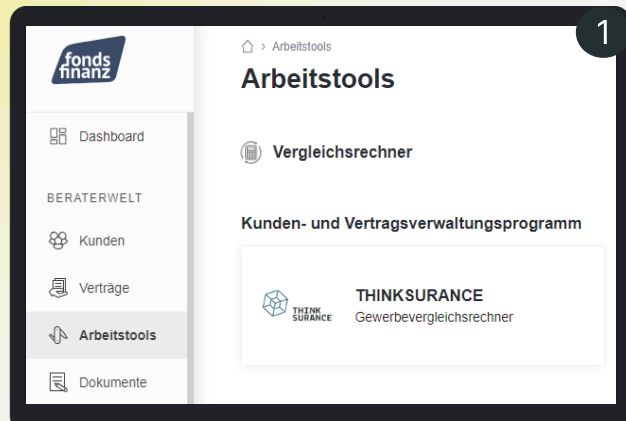 1
fonds
finanz
Arbeitstools
Arbeitstools
Dashboard
Vergleichsrechner
BERATERWELT
Kunden
Kunden- und Vertragsverwaltungsprogramm
Verträge
THINKSURANCE
THINK
SURANCE
Gewerbevergleichsrechner
Arbeitstools
Dokumente